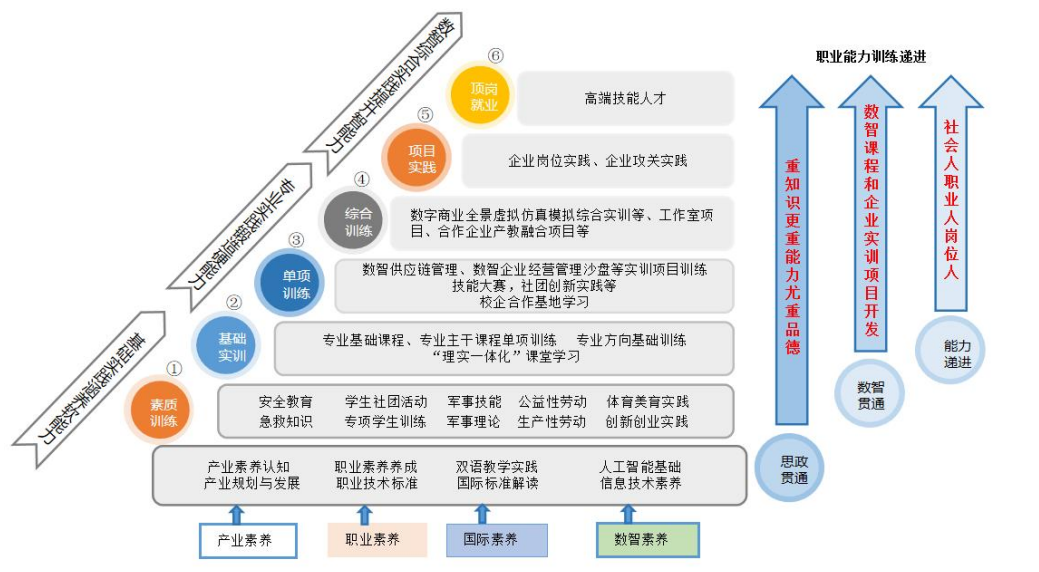 职业能力训练递进
数智综合实践提升智能力
专业实践锻造硬能力
基础实践涵养软能力
⑥
顶岗
就业
高端技能人才
⑤
项目
实践
企业岗位实践、企业攻关实践
④
综合
训练
数字商业全景虚拟仿真模拟综合实训等、工作室项
目、合作企业产教融合项目等
③
单项
训练
数智供应链管理、数智企业经营管理沙盘等实训项目训练
技能大赛，社团创新实践等
校企合作基地学习
②
基础
实训
专业基础课程、专业主干课程单项训练 专业方向基础训练
“理实一体化”课堂学习
①
素质
训练
安全教育 学生社团活动 军事技能 公益性劳动 体育美育实践
急救知识 专项学生训练 军事理论 生产性劳动 创新创业实践
产业素养认知 职业素养养成 双语教学实践 人工智能基础
产业规划与发展 职业技术标准 国际标准解读 信息技术素养
产业素养 职业素养 国际素养 数智素养
重知识更重能力尤重品德
思政
贯通
数智课程和企业实训项目开发
数智
贯通
社会人职业人岗位人
能力
递进